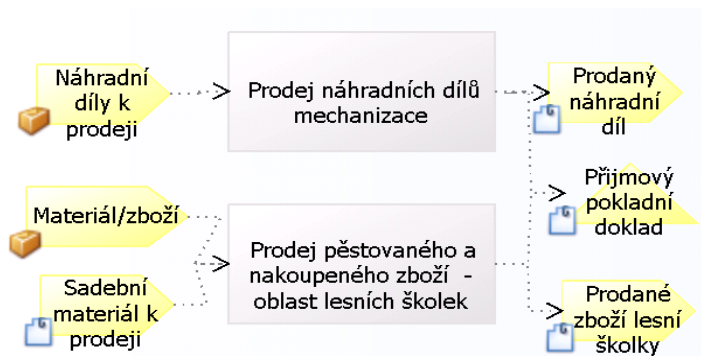 Náhradní
díly k
prodeji
Prodej náhradních dílů
mechanizace
Prodaný
náhradní
díl
Materiál/zboží
Přijmový
pokladní
doklad
Sadební
materiál k
prodeji
Prodej pěstovaného a
nakoupeného zboží -
oblast lesních školek
Prodané
zboží lesní
školky